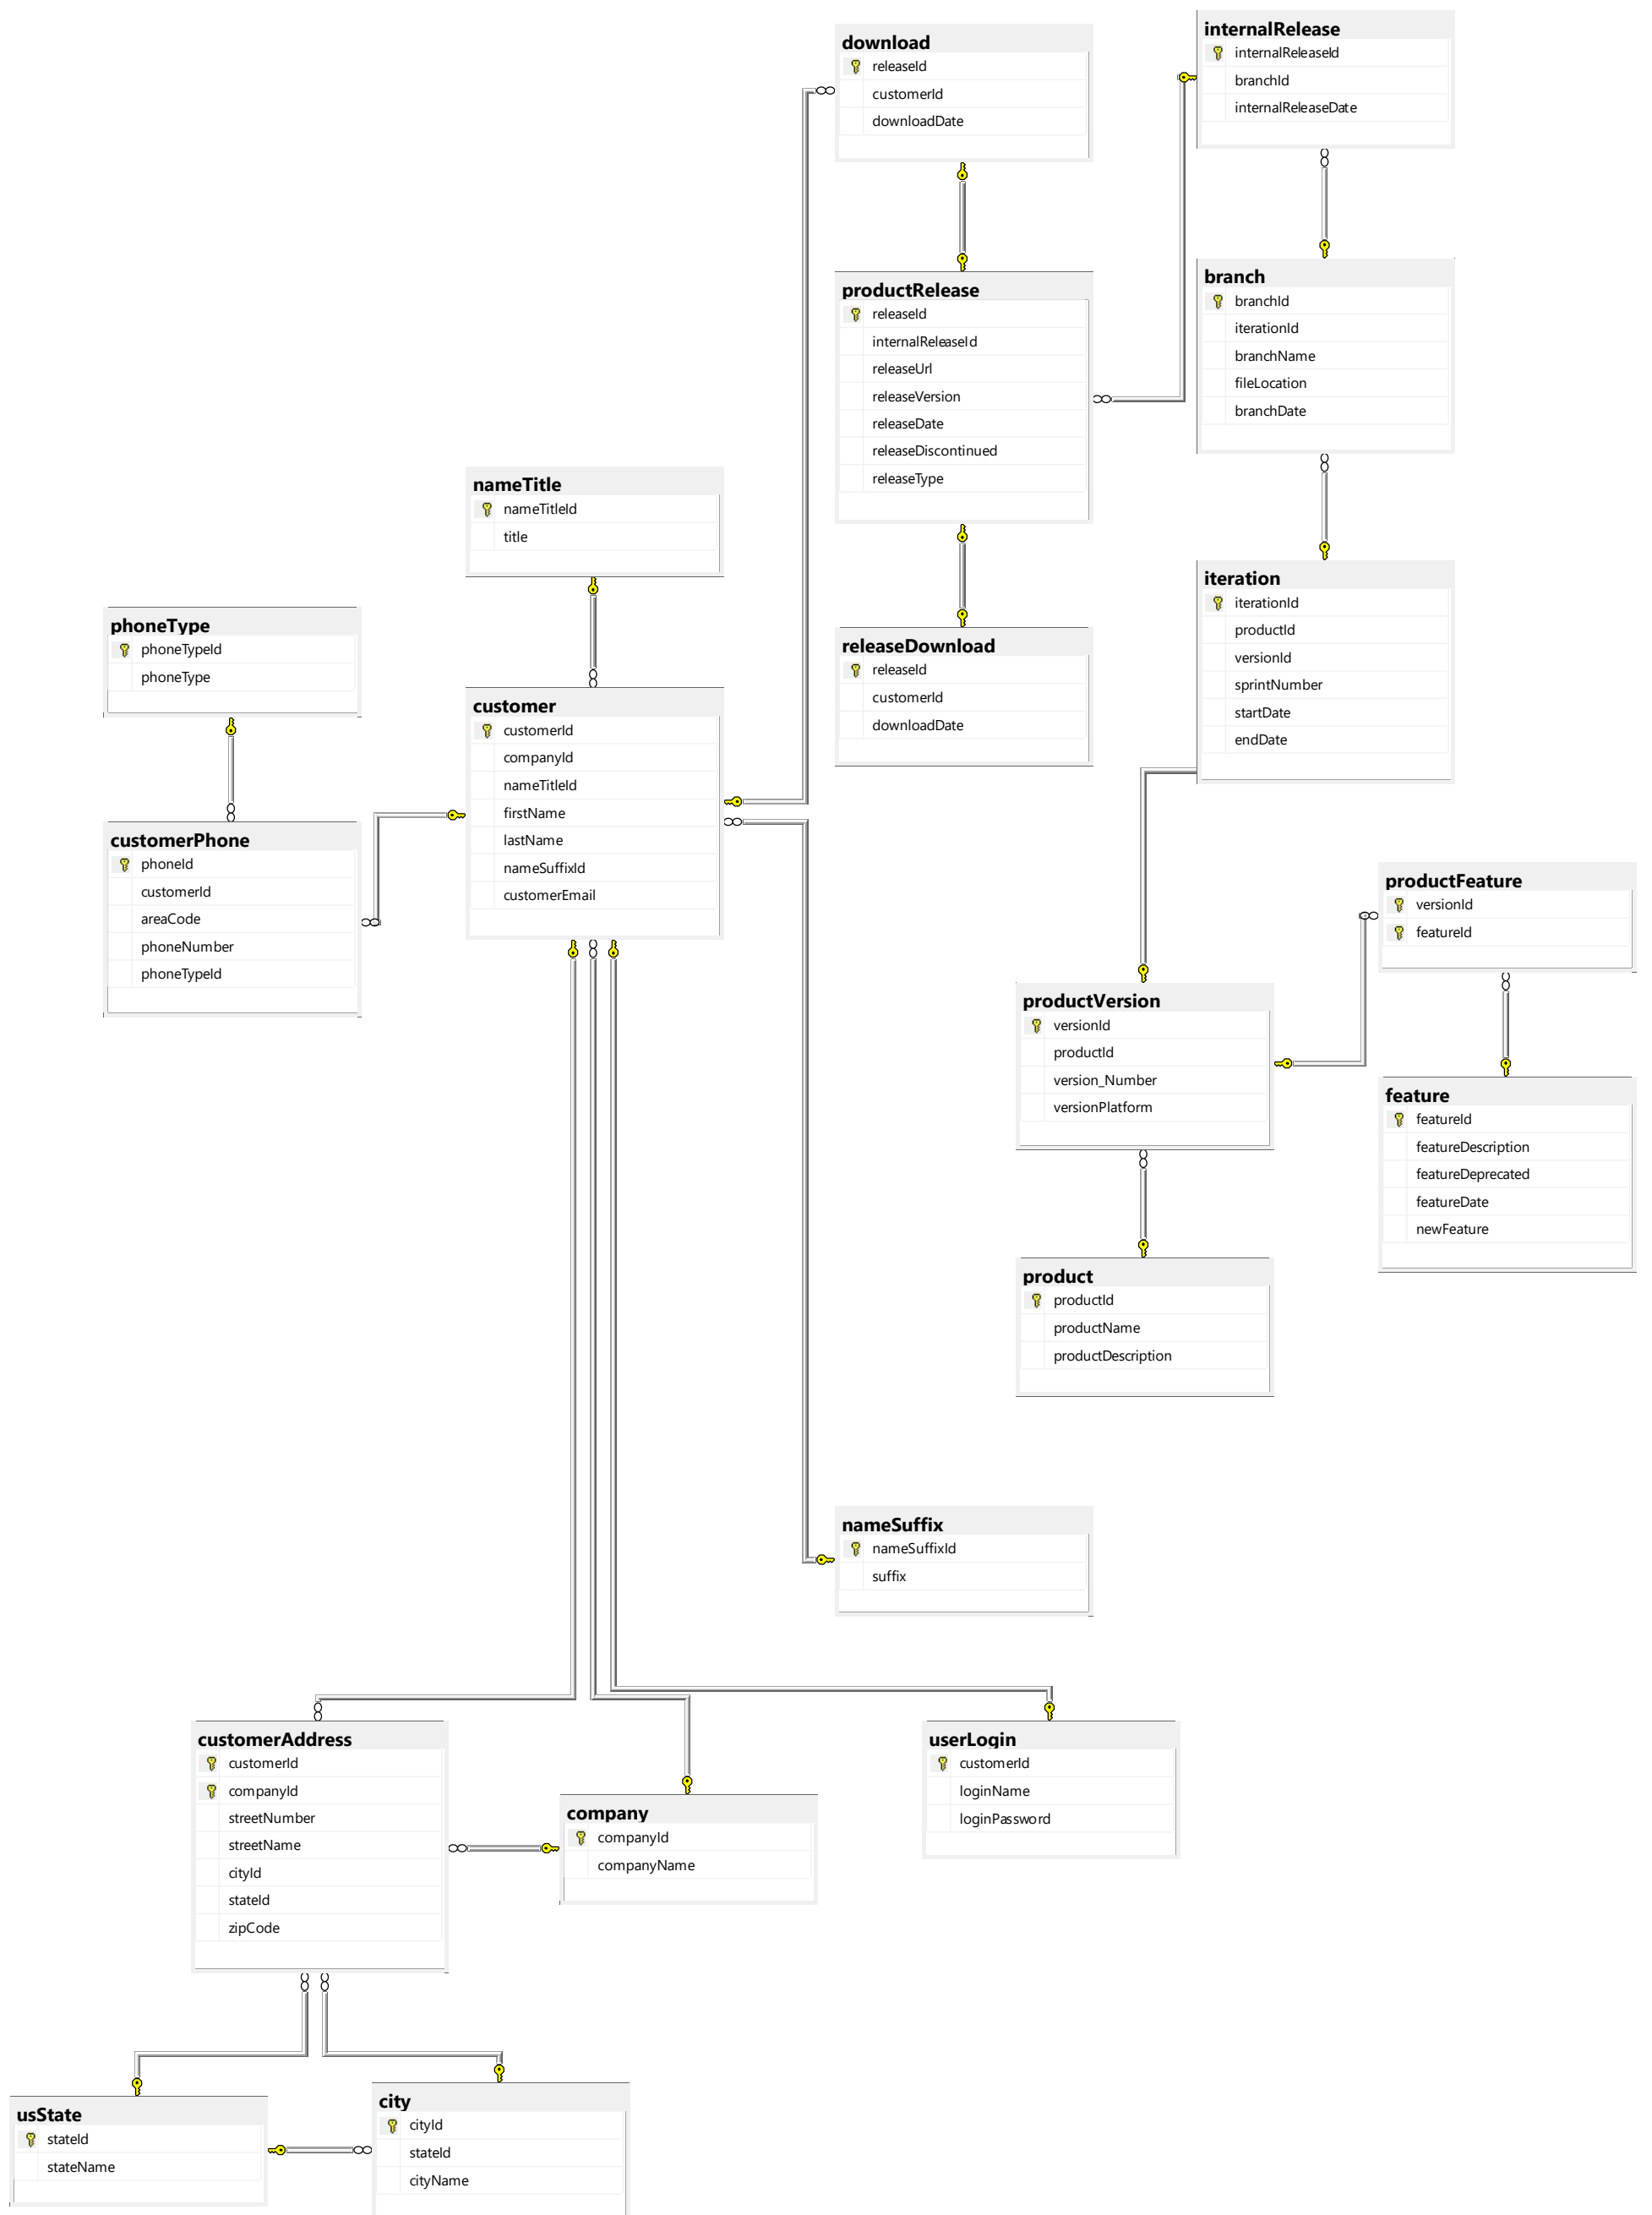 download
releaseId
customerId
downloadDate
internalRelease
internalReleaseId
branchId
internalReleaseDate
productRelease
releaseId
internalReleaseId
releaseUrl
releaseVersion
releaseDate
releaseDiscontinued
releaseType
branch
branchId
iterationId
branchName
fileLocation
branchDate
nameTitle
nameTitleId
title
phoneType
phoneTypeId
phoneType
releaseDownload
releaseId
customerId
downloadDate
iteration
iterationId
productId
versionId
sprintNumber
startDate
endDate
customer
customerId
companyId
nameTitleId
firstName
lastName
nameSuffixId
customerEmail
customerPhone
phoneId
customerId
areaCode
phoneNumber
phoneTypeId
productFeature
versionId
featureId
productVersion
versionId
productId
version_Number
versionPlatform
feature
featureId
featureDescription
featureDeprecated
featureDate
newFeature
product
productId
productName
productDescription
nameSuffix
nameSuffixId
suffix
customerAddress
customerId
companyId
streetNumber
streetName
cityId
stateId
zipCode
company
companyId
companyName
userLogin
customerId
loginName
loginPassword
usState
stateId
stateName
city
cityId
stateId
cityName